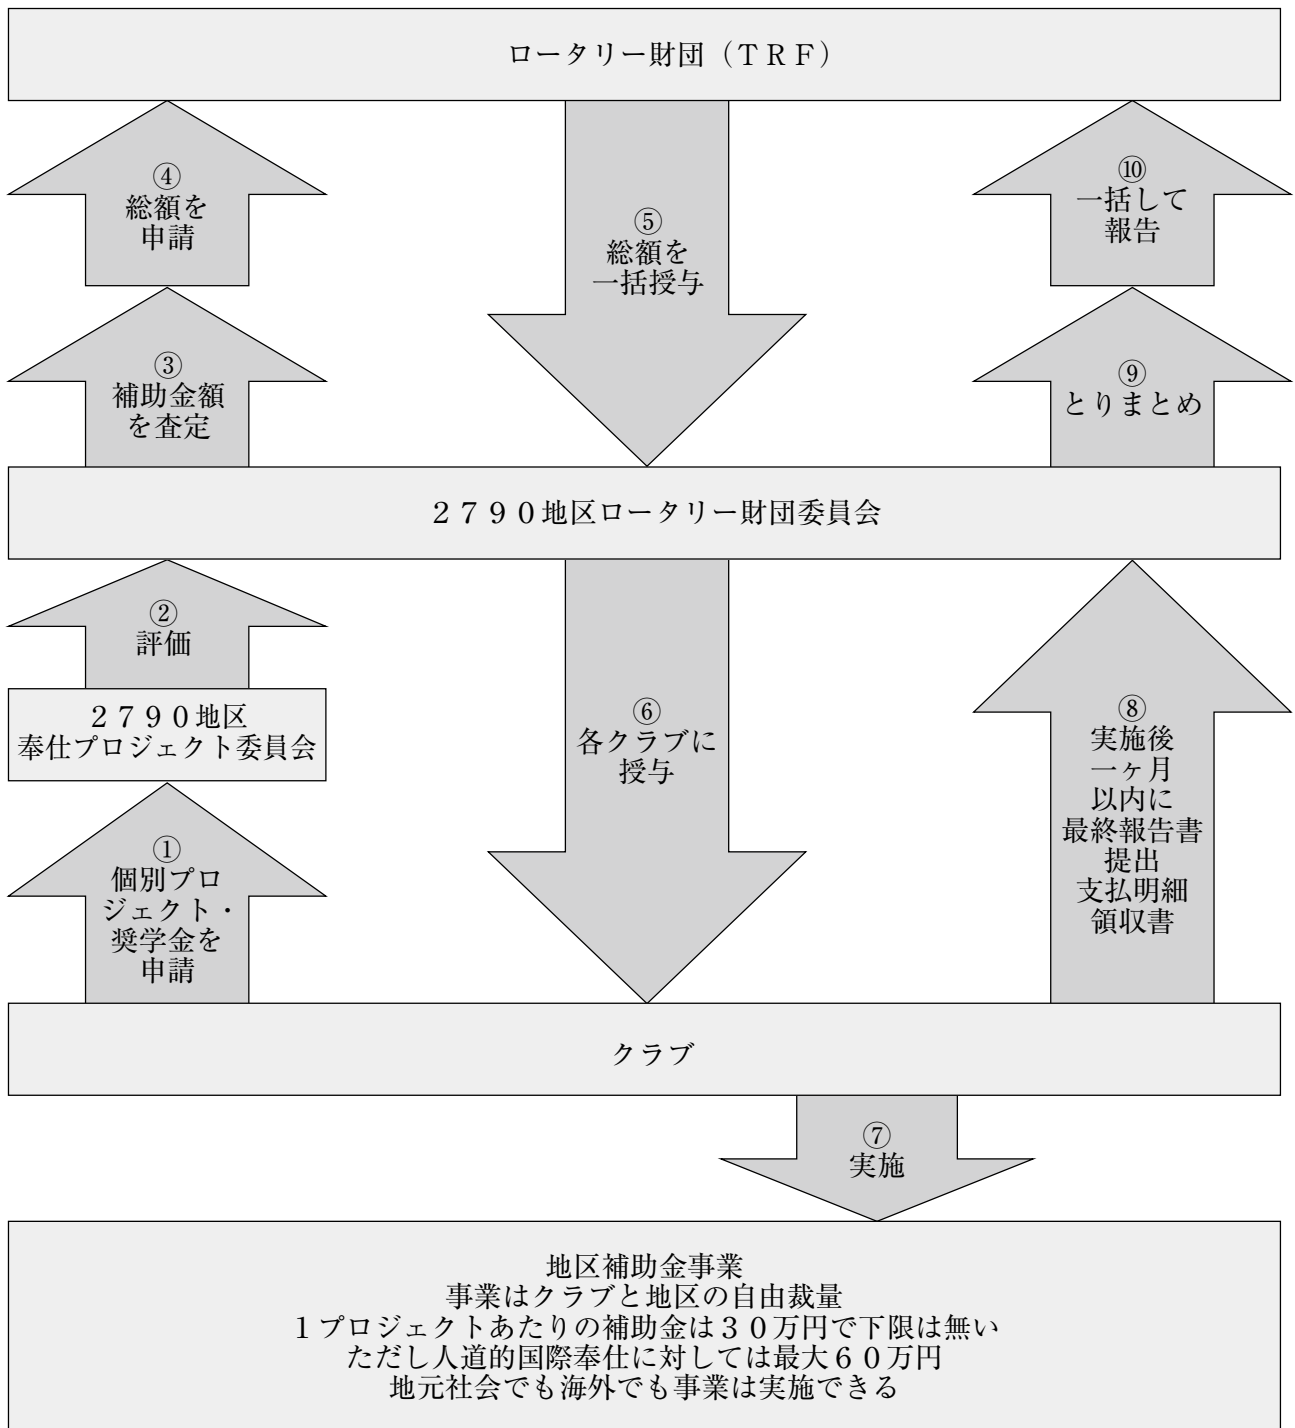 ロータリー財団（ＴＲＦ）
④
総額を
申請
⑤
総額を
一括授与
⑩
一括して
報告
③
補助金額
を査定
⑨
とりまとめ
２７９０地区ロータリー財団委員会
②
評価
２７９０地区
奉仕プロジェクト委員会
①
個別プロ
ジェクト・
奨学金を
申請
⑥
各クラブに
授与
⑧
実施後
一ヶ月
以内に
最終報告書
提出
支払明細
領収書
クラブ
⑦
実施
地区補助金事業
事業はクラブと地区の自由裁量
１プロジェクトあたりの補助金は３０万円で下限は無い
ただし人道的国際奉仕に対しては最大６０万円
地元社会でも海外でも事業は実施できる